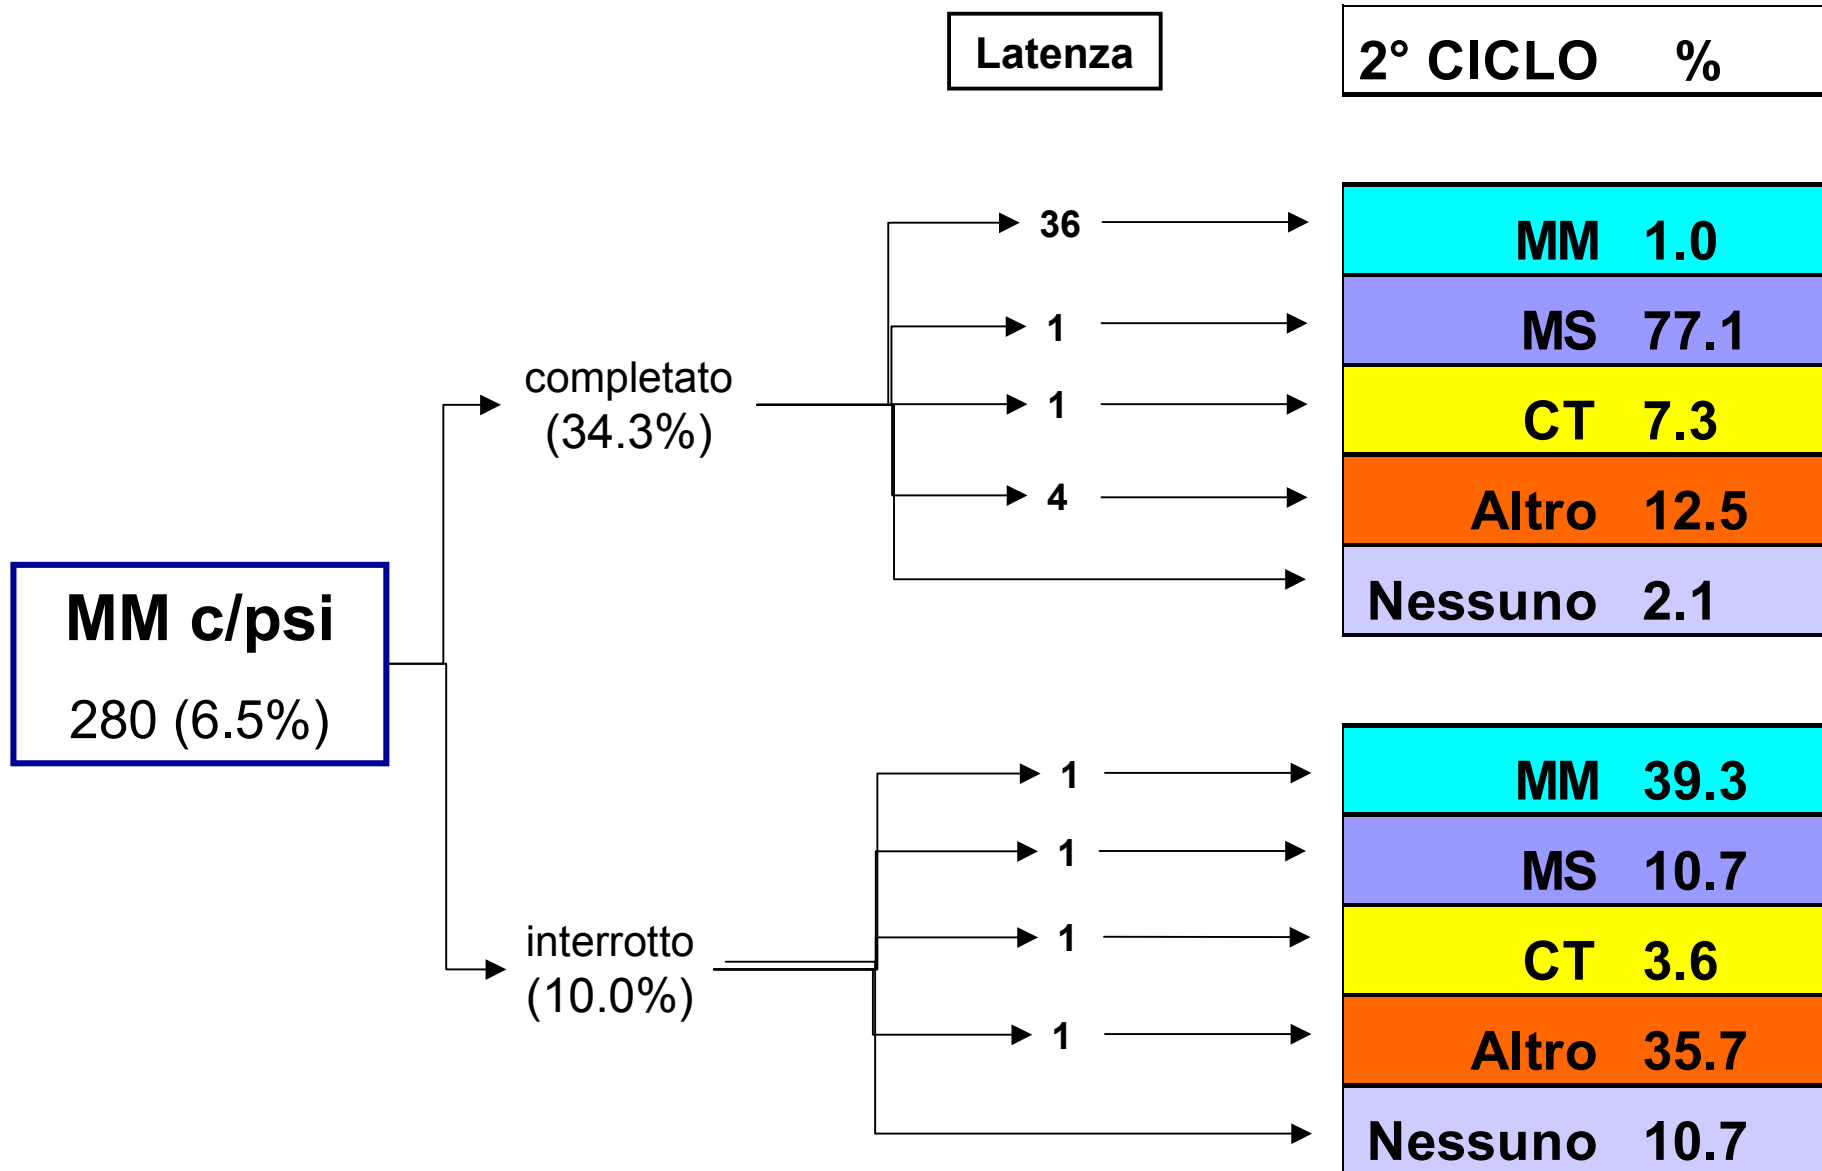 Latenza
2° CICLO %
36
MM 1.0
1
MS 77.1
completato
(34.3%)
1
CT 7.3
4
Altro 12.5
Nessuno 2.1
MM c/psi
280 (6.5%)
1
MM 39.3
1
MS 10.7
interrotto
(10.0%)
1
CT 3.6
1
Altro 35.7
Nessuno 10.7